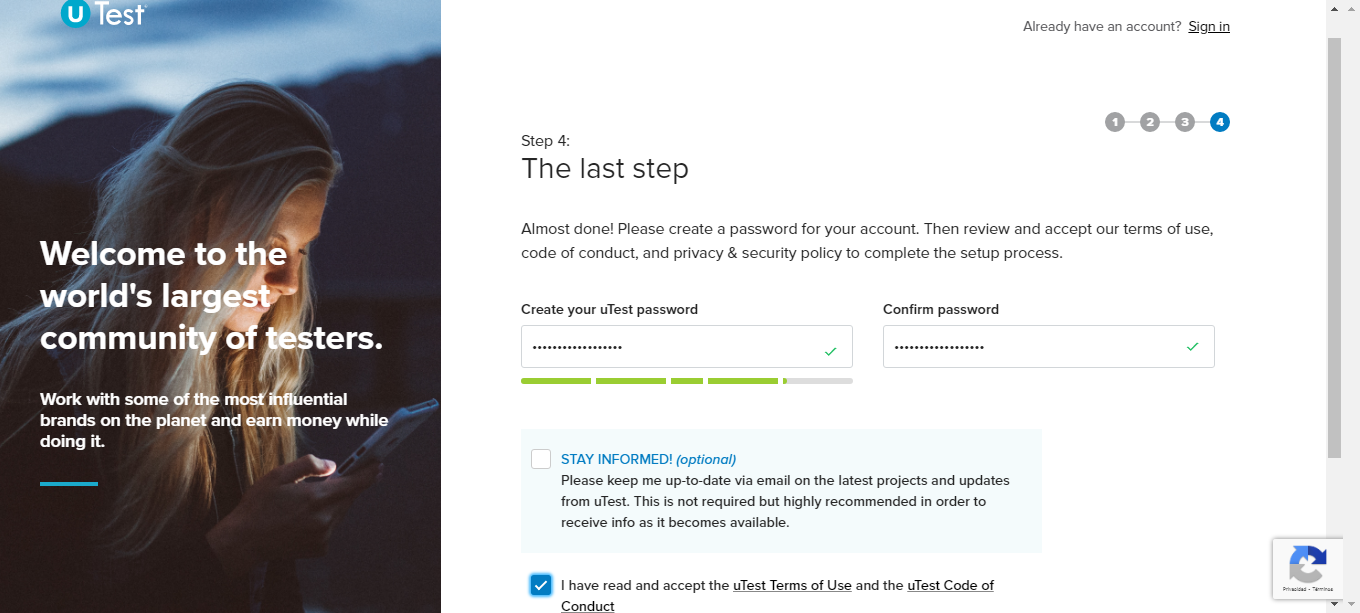 uTest
Already have an account? Sign in
1 2 3 4
Step 4:
The last step
Almost done! Please create a password for your account. Then review and accept our terms of use,
code of conduct, and privacy & security policy to complete the setup process.
Create your uTest password
Confirm password
••••••••••••••••••
••••••••••••••••••
Welcome to the
world's largest
community of testers.
Work with some of the most influential
brands on the planet and earn money while
doing it.
STAY INFORMED! (optional)
Please keep me up-to-date via email on the latest projects and updates
from uTest. This is not required but highly recommended in order to
receive info as it becomes available.
I have read and accept the uTest Terms of Use and the uTest Code of
Conduct
Privacidad - Términos